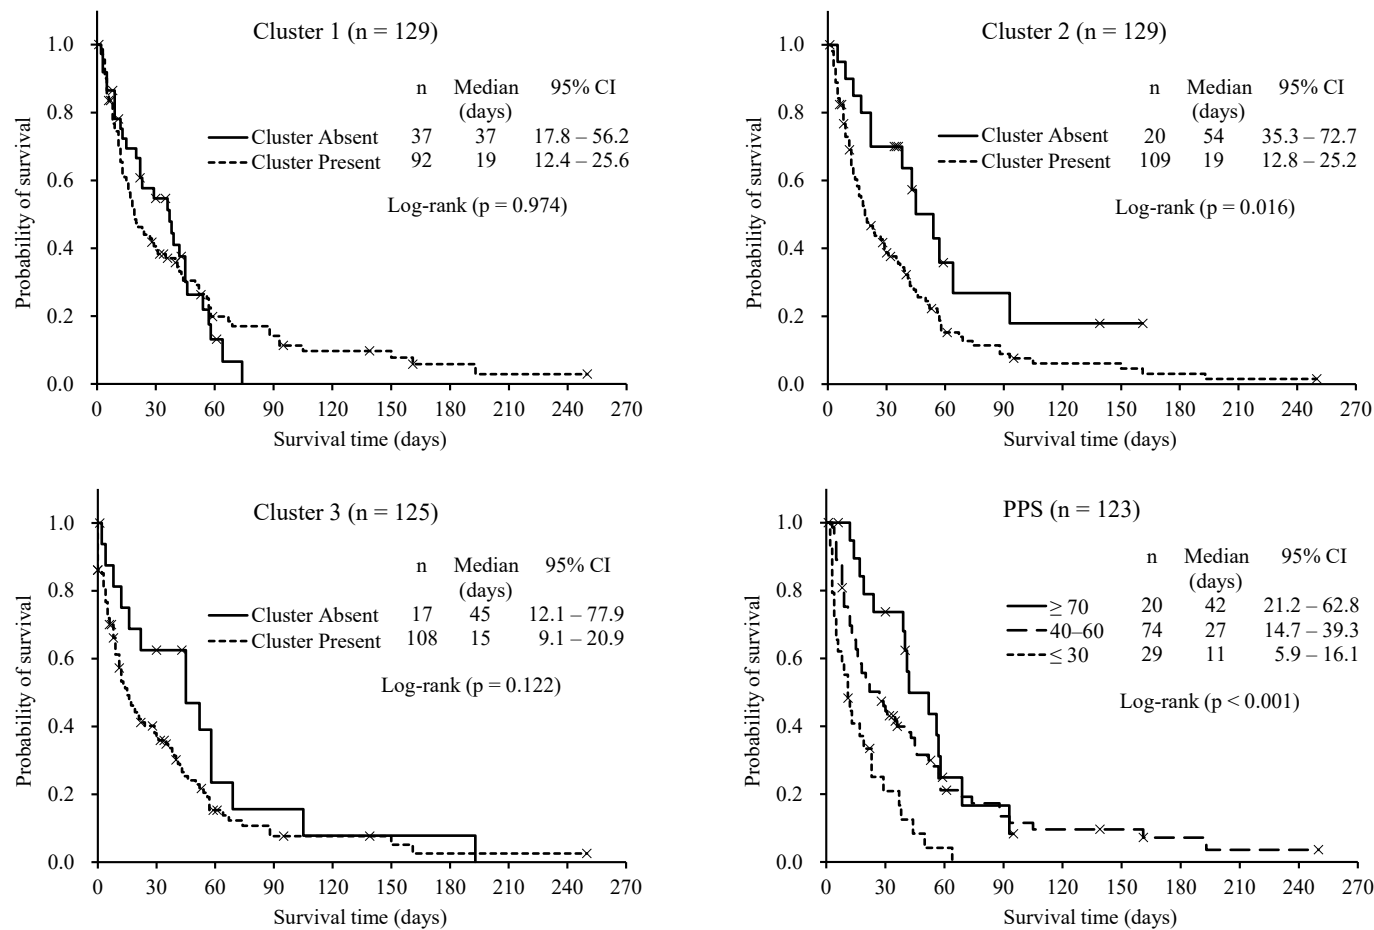 Cluster 1 (n = 129)
n Median 95% CI
(days)
Cluster Absent 37 37 17.8 – 56.2
Cluster Present 92 19 12.4 – 25.6
Log-rank (p = 0.974)
Probability of survival
1.0
0.8
0.6
0.4
0.2
0.0
0 30 60 90 120 150 180 210 240 270
Survival time (days)
Cluster 2 (n = 129)
n Median 95% CI
(days)
Cluster Absent 20 54 35.3 – 72.7
Cluster Present 109 19 12.8 – 25.2
Log-rank (p = 0.016)
Probability of survival
1.0
0.8
0.6
0.4
0.2
0.0
0 30 60 90 120 150 180 210 240 270
Survival time (days)
Cluster 3 (n = 125)
n Median 95% CI
(days)
Cluster Absent 17 45 12.1 – 77.9
Cluster Present 108 15 9.1 – 20.9
Log-rank (p = 0.122)
Probability of survival
1.0
0.8
0.6
0.4
0.2
0.0
0 30 60 90 120 150 180 210 240 270
Survival time (days)
PPS (n = 123)
n Median 95% CI
(days)
≥ 70 20 42 21.2 – 62.8
40–60 74 27 14.7 – 39.3
≤ 30 29 11 5.9 – 16.1
Log-rank (p < 0.001)
Probability of survival
1.0
0.8
0.6
0.4
0.2
0.0
0 30 60 90 120 150 180 210 240 270
Survival time (days)